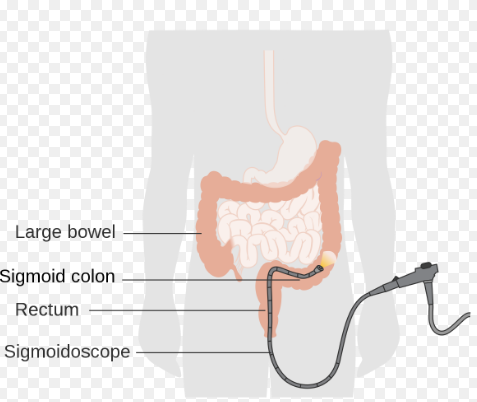 Large bowel
Sigmoid colon
Rectum
Sigmoidoscope